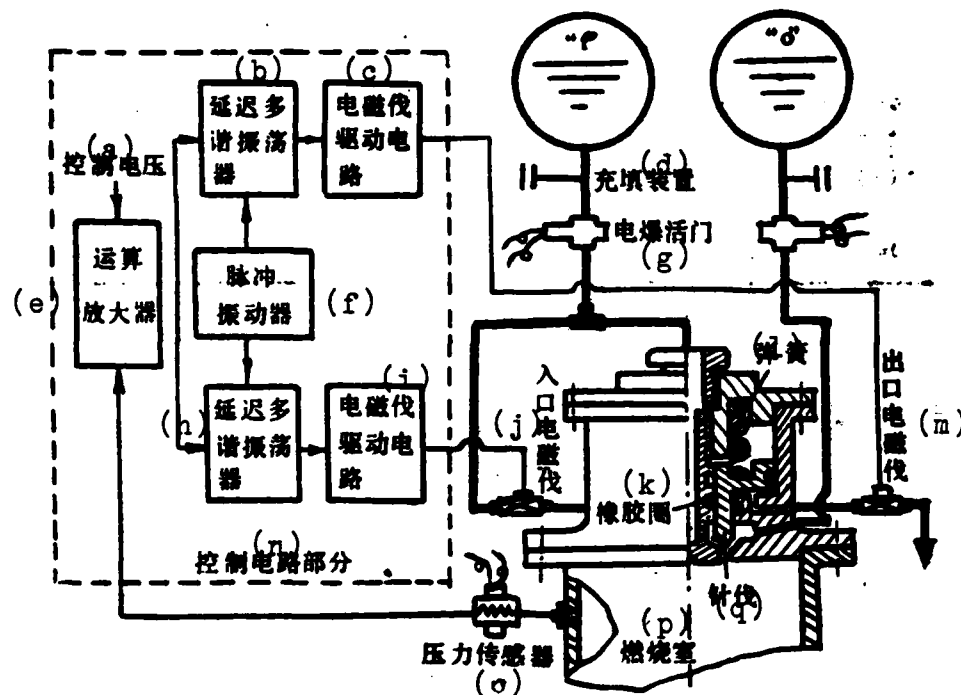 "ρ"
"σ"
(b)
(c)
延迟多
谐振荡
器
电磁伐
驱动电
路
(a)
控制电压
(d)
充填装置
电爆活门
(g)
运算
放大器
(e)
脉冲
振动器
(f)
(l)
弹簧
入口电磁伐
(j)
出口电磁伐
(m)
(h)
延迟多
谐振荡
器
(i)
电磁伐
驱动电
路
(k)
橡胶圈
(n)
控制电路部分
针伐
(q)
(p)
燃烧室
压力传感器
(o)